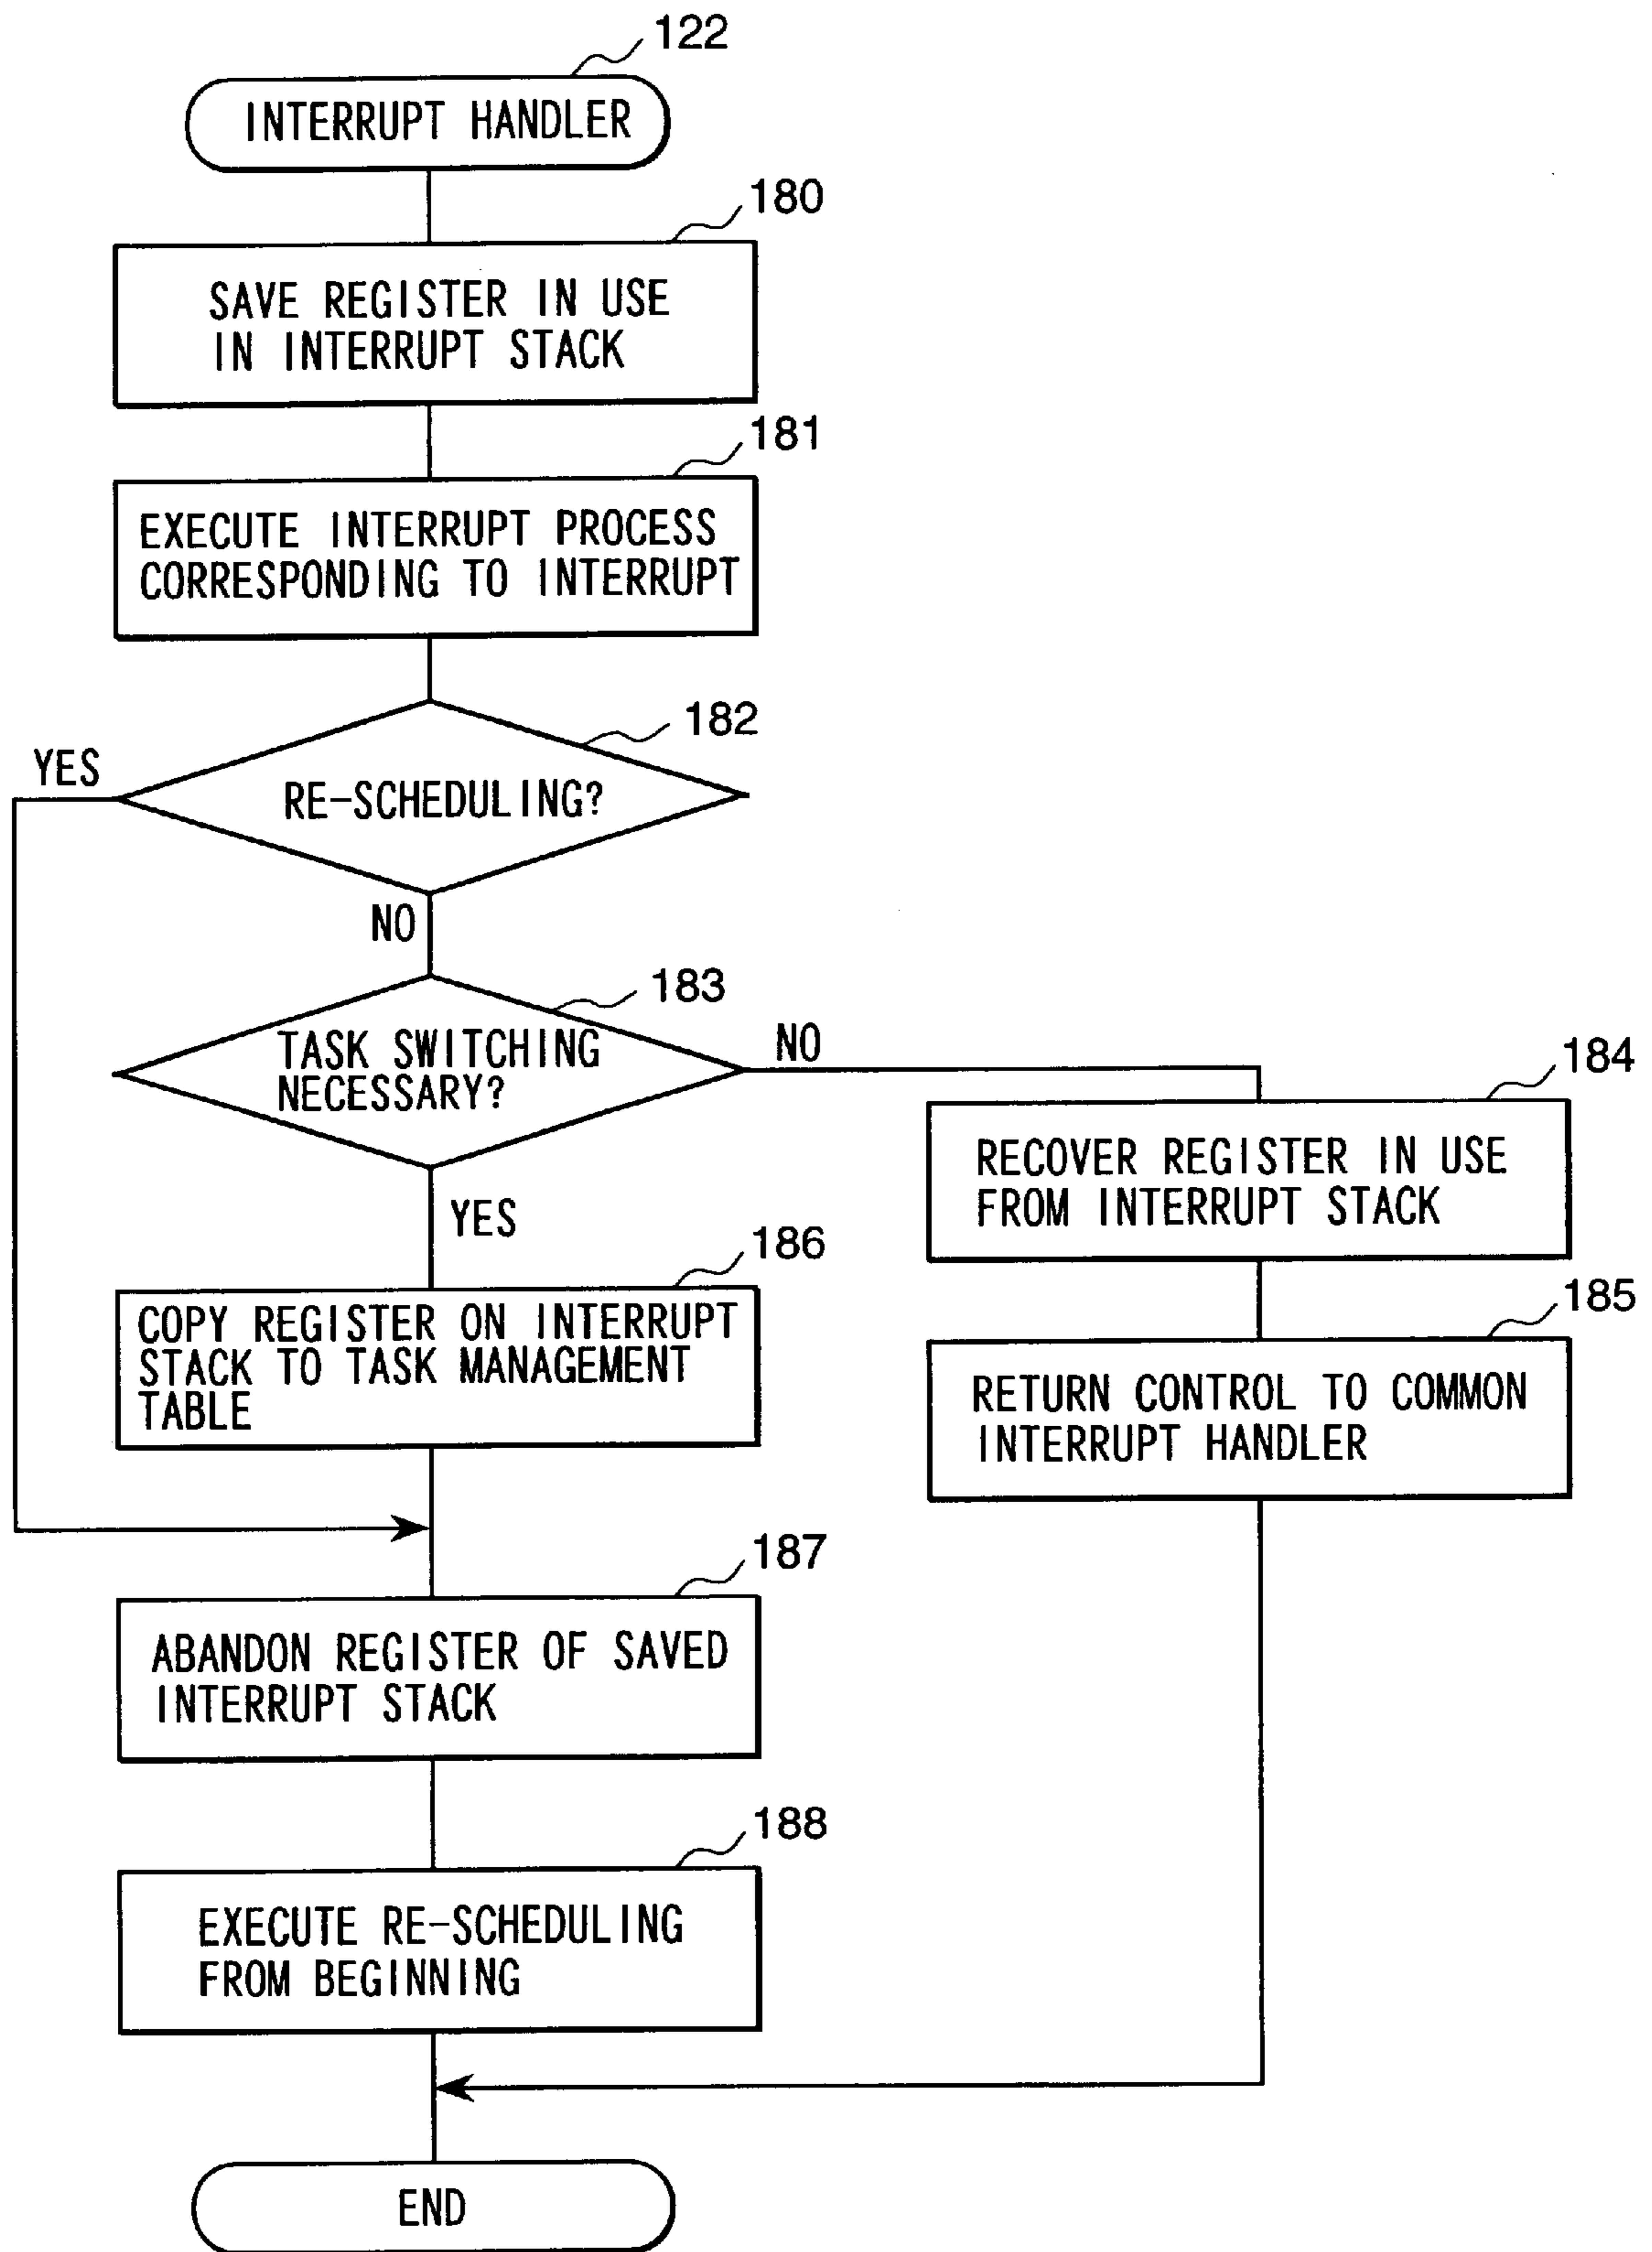 122
INTERRUPT HANDLER
180
SAVE REGISTER IN USE
IN INTERRUPT STACK
181
EXECUTE INTERRUPT PROCESS
CORRESPONDING TO INTERRUPT
182
YES
RE-SCHEDULING?
NO
183
TASK SWITCHING
NECESSARY?
NO
YES
184
RECOVER REGISTER IN USE
FROM INTERRUPT STACK
185
RETURN CONTROL TO COMMON
INTERRUPT HANDLER
186
COPY REGISTER ON INTERRUPT
STACK TO TASK MANAGEMENT
TABLE
187
ABANDON REGISTER OF SAVED
INTERRUPT STACK
188
EXECUTE RE-SCHEDULING
FROM BEGINNING
END